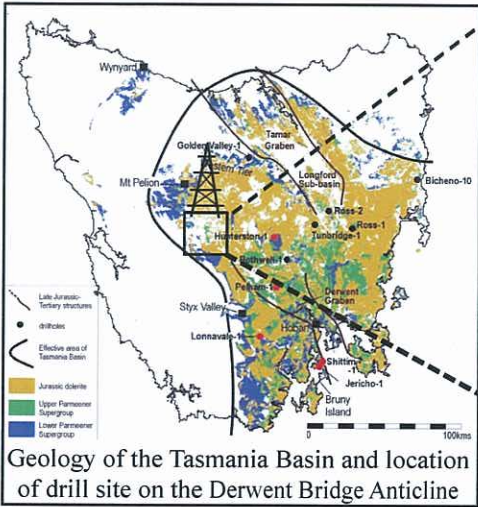 Wynyard
Tamar
Graben
Golden Valley-1
Mt Pelion
Longford
Sub-basin
Bicheno-10
Ross-2
Ross-1
Tunbridge-1
Hunterston-1
Bothwell-1
Pelham-1
Derwent
Graben
Styx Valley
Hobart
Lonnavale-1
Shittim
-1
Jericho-1
Bruny
Island
Late Jurassic-
Tertiary structures
drillholes
Effective area of
Tasmania Basin
Jurassic dolerite
Upper Parmeener
Supergroup
Lower Parmeener
Supergroup
0
100kms
Geology of the Tasmania Basin and location
of drill site on the Derwent Bridge Anticline